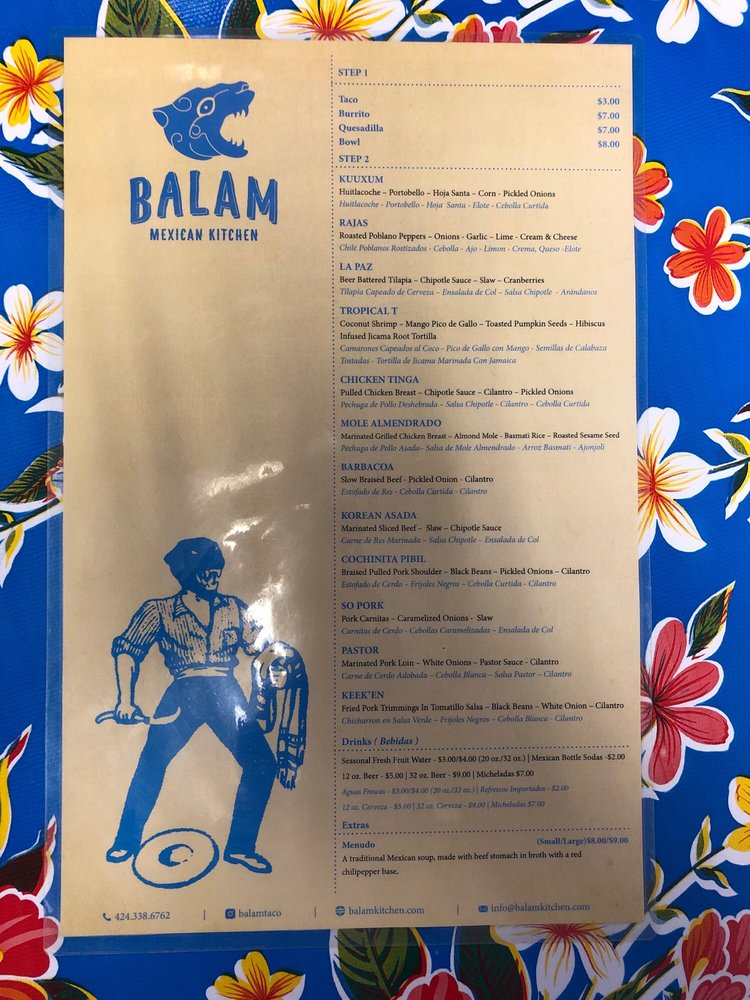 BALAM
MEXICAN KITCHEN
STEP 1
Taco $3.00
Burrito $7.00
Quesadilla $7.00
Bowl $8.00
STEP 2
KUUXUM
Huitlacoche – Portobello – Hoja Santa – Corn - Pickled Onions
Huitlacoche - Portobello - Hoja Santa - Elote - Cebolla Curtida
RAJAS
Roasted Poblano Peppers – Onions - Garlic – Lime - Cream & Cheese
Chile Poblanos Rostizados - Cebolla - Ajo - Limon - Crema, Queso -Elote
LA PAZ
Beer Battered Tilapia – Chipotle Sauce – Slaw – Cranberries
Tilapia Capeado de Cerveza – Ensalada de Col – Salsa Chipotle - Arándanos
TROPICAL T
Coconut Shrimp – Mango Pico de Gallo – Toasted Pumpkin Seeds – Hibiscus
Infused Jicama Root Tortilla
Camarones Capeados al Coco - Pico de Gallo con Mango - Semillas de Calabaza
Tostadas - Tortilla de Jicama Marinada Con Jamaica
CHICKEN TINGA
Pulled Chicken Breast – Chipotle Sauce – Cilantro – Pickled Onions
Pechuga de Pollo Deshebrada – Salsa Chipotle - Cilantro – Cebolla Curtida
MOLE ALMENDRADO
Marinated Grilled Chicken Breast – Almond Mole - Basmati Rice – Roasted Sesame Seed
Pechuga de Pollo Asada- Salsa de Mole Almendrado - Arroz Basmati - Ajonjoli
BARBACOA
Slow Braised Beef - Pickled Onion - Cilantro
Estofado de Res - Cebolla Curtida - Cilantro
KOREAN ASADA
Marinated Sliced Beef - Slaw – Chipotle Sauce
Carne de Res Marinada – Salsa Chipotle – Ensalada de Col
COCHINITA PIBIL
Braised Pulled Pork Shoulder – Black Beans – Pickled Onions – Cilantro
Estofado de Cerdo – Frijoles Negros – Cebolla Curtida - Cilantro
SO PORK
Pork Carnitas – Caramelized Onions - Slaw
Carnitas de Cerdo - Cebollas Caramelizadas – Ensalada de Col
PASTOR
Marinated Pork Loin – White Onions – Pastor Sauce - Cilantro
Carne de Cerdo Adobada – Cebolla Blanca – Salsa Pastor – Cilantro
KEEK'EN
Fried Pork Trimmings In Tomatillo Salsa – Black Beans – White Onion – Cilantro
Chicharron en Salsa Verde – Frijoles Negros – Cebolla Blanca - Cilantro
Drinks ( Bebidas )
Seasonal Fresh Fruit Water - $3.00/$4.00 (20 oz./32 oz.) | Mexican Bottle Sodas -$2.00
12 oz. Beer - $5.00 | 32 oz. Beer - $9.00 | Micheladas $7.00
Aguas Frescas - $3.00/$4.00 (20 oz./32 oz.) | Refrescos Importados - $2.00
12 oz. Cerveza - $5.00 | 32 oz. Cerveza - $9.00 | Micheladas $7.00
Extras
Menudo (Small/Large)$8.00/$9.00
A traditional Mexican soup, made with beef stomach in broth with a red
chilipepper base.
424.338.6762 | balamtaco | balamkitchen.com | info@balamkitchen.com